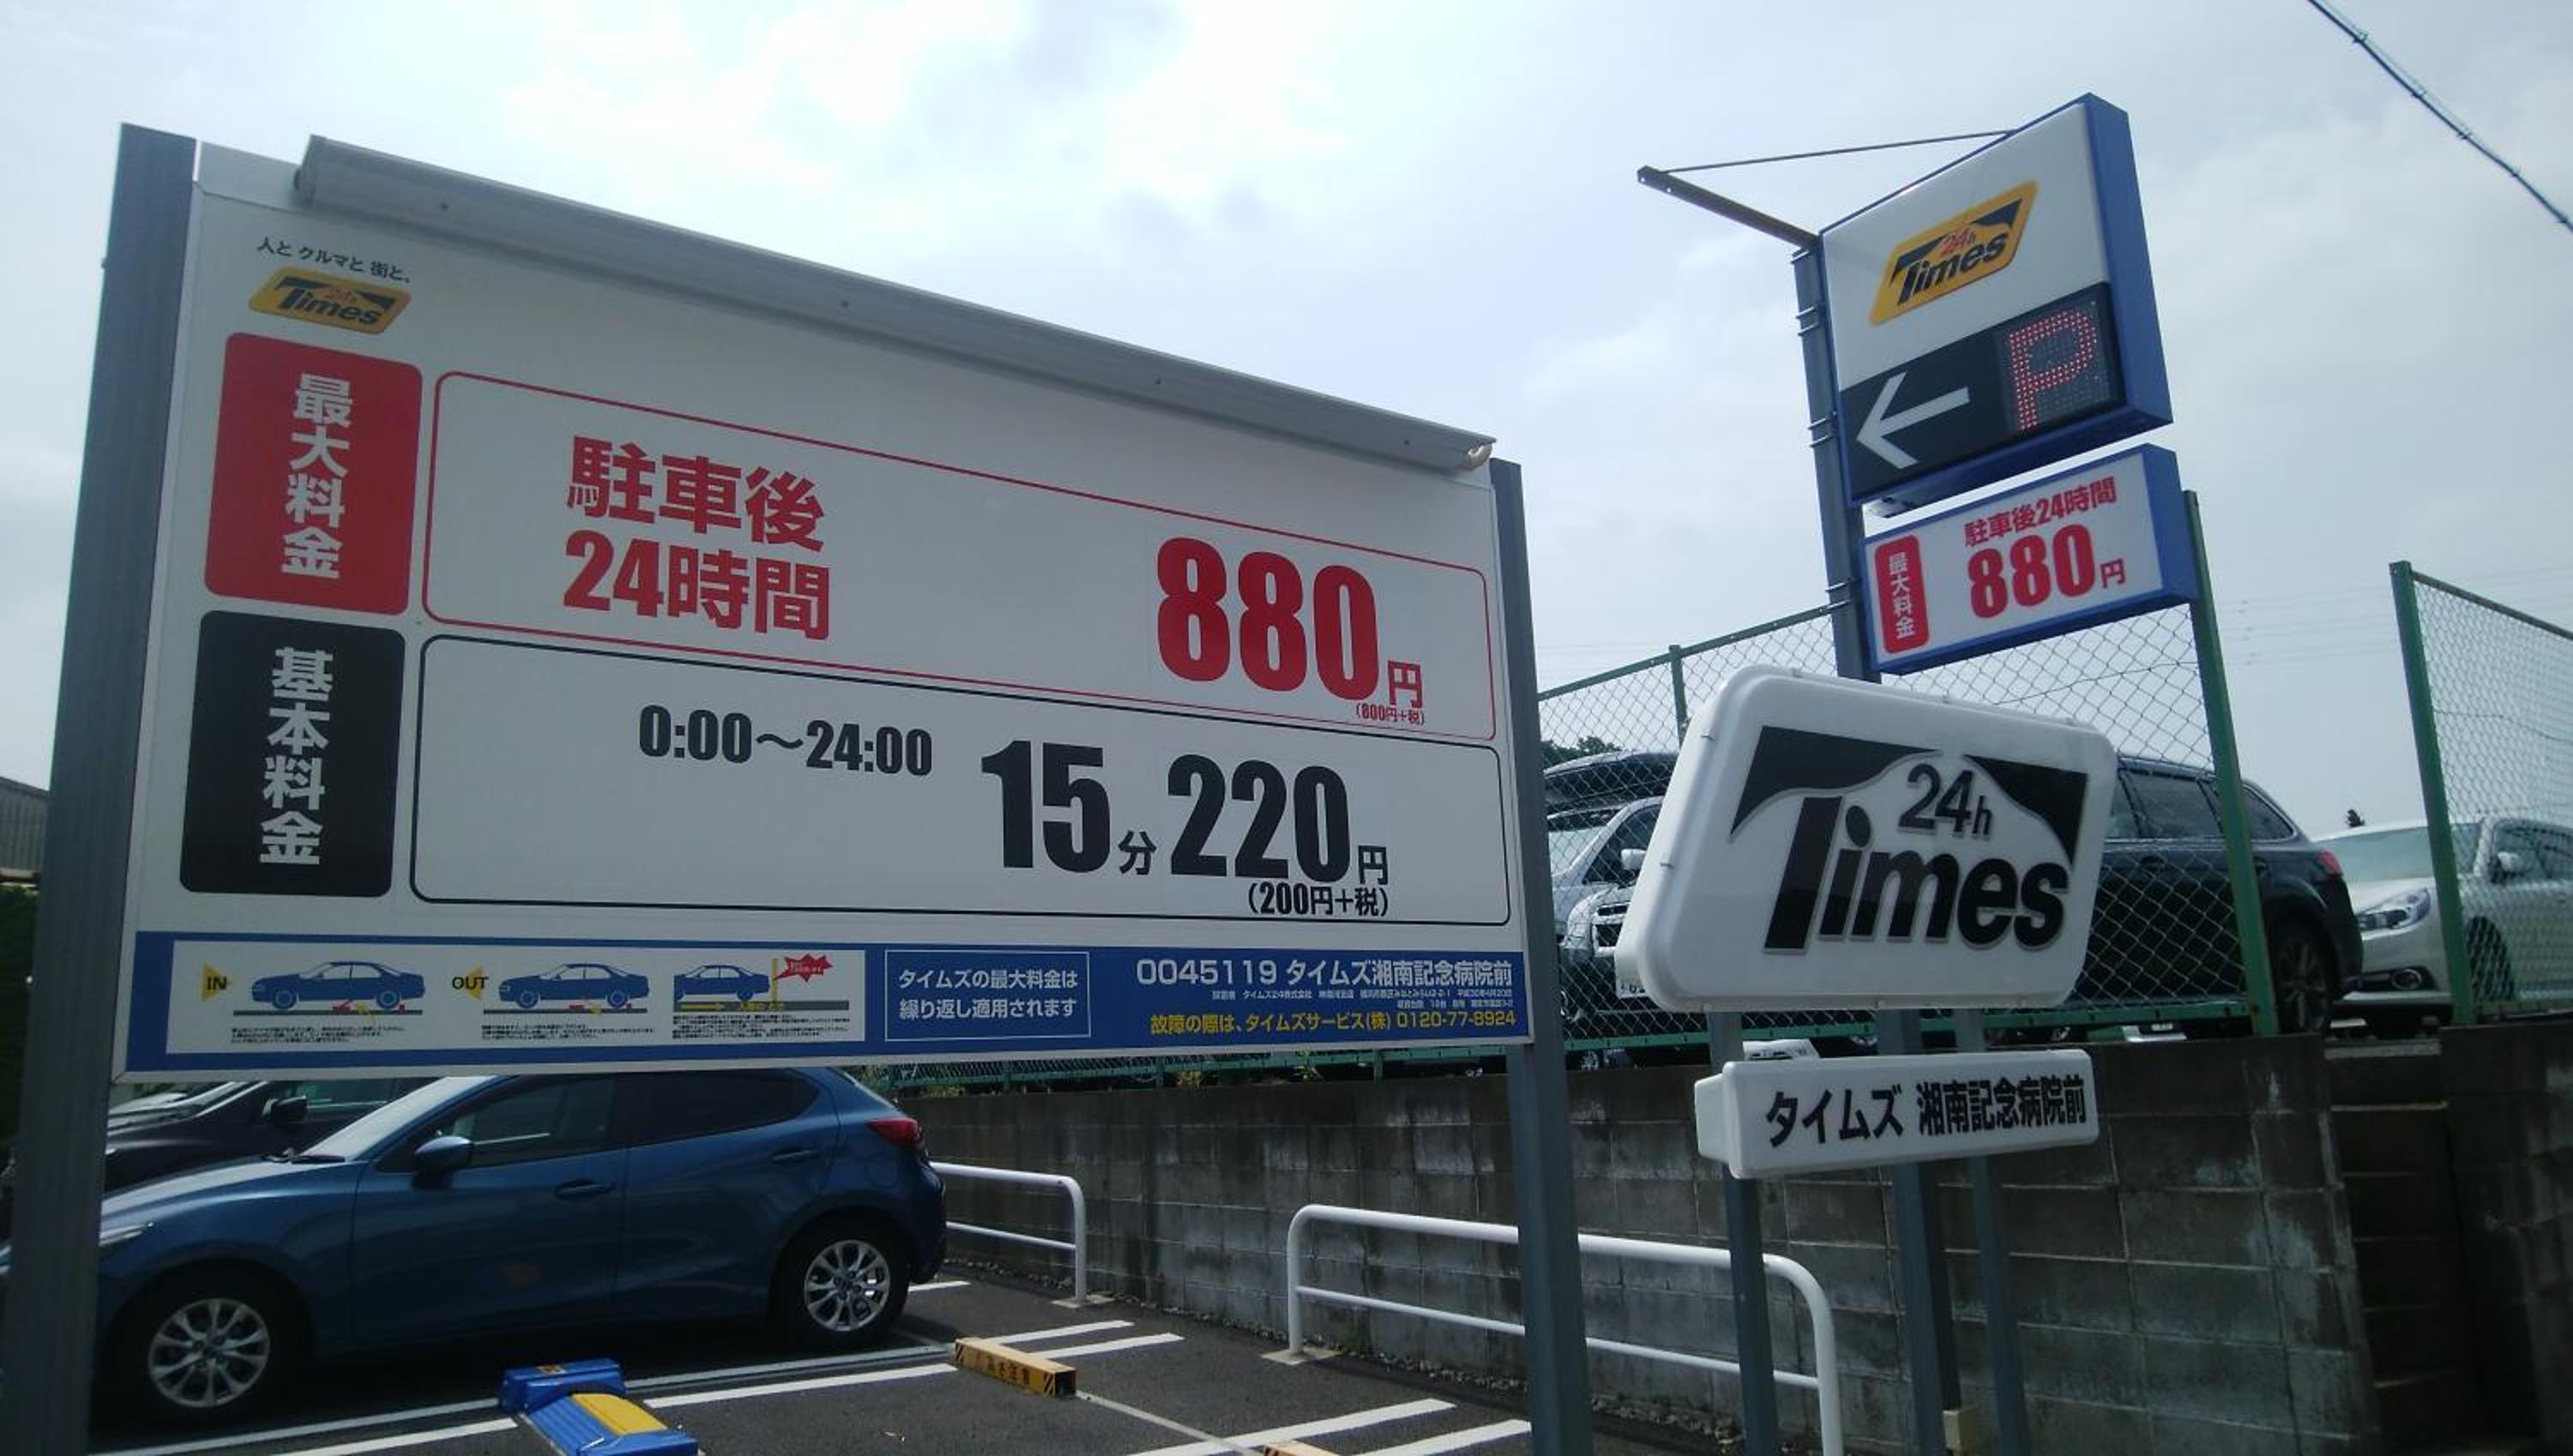 人と クルマと 街と、
24h
Times
最大料金
駐車後
24時間
880円
(800円+税)
基本料金
0:00～24:00
15分 220円
(200円+税)
IN
OUT
タイムズの最大料金は
繰り返し適用されます
0045119 タイムズ湘南記念病院前
故障の際は、タイムズサービス(株) 0120-77-8924
24h
Times
← P
最大料金
駐車後24時間
880円
24h
Times
タイムズ 湘南記念病院前